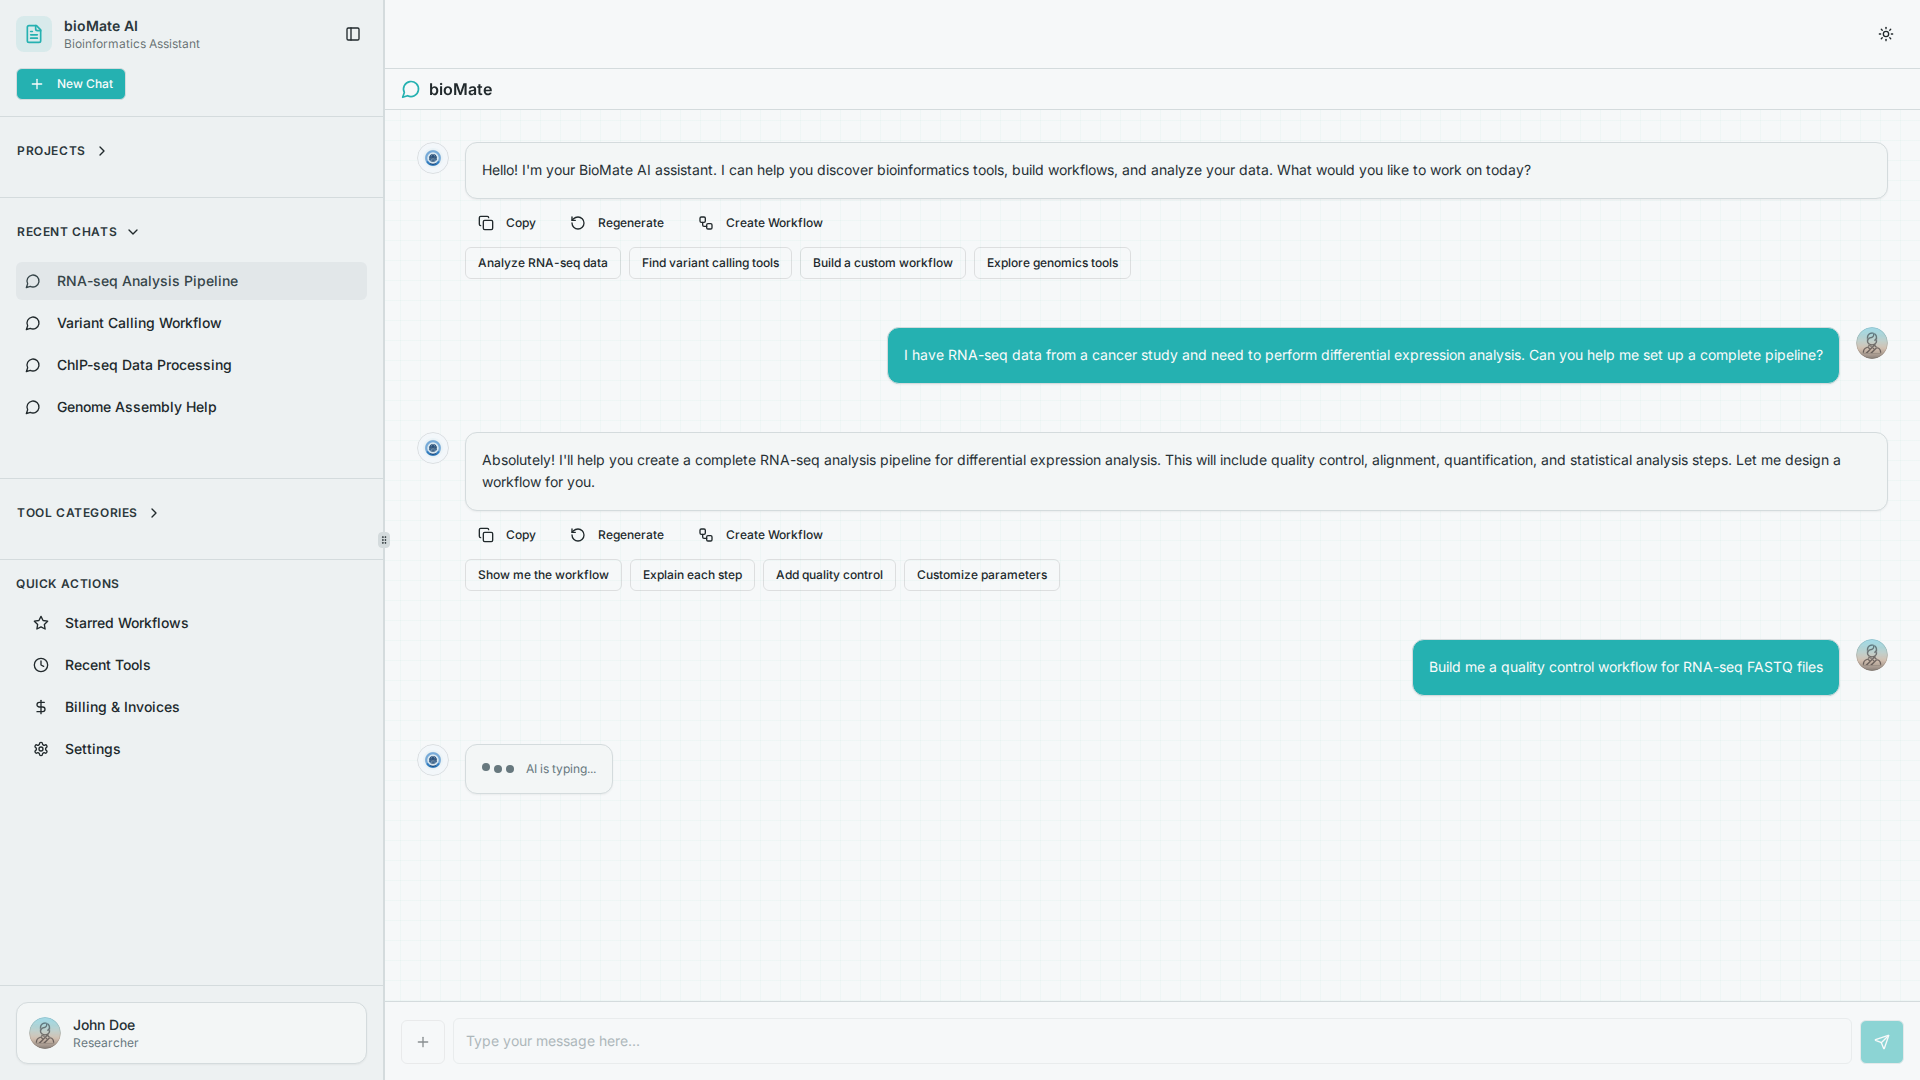 bioMate AI
Bioinformatics Assistant
New Chat
PROJECTS
RECENT CHATS
RNA-seq Analysis Pipeline
Variant Calling Workflow
ChIP-seq Data Processing
Genome Assembly Help
TOOL CATEGORIES
QUICK ACTIONS
Starred Workflows
Recent Tools
Billing & Invoices
Settings
John Doe
Researcher
bioMate
Hello! I'm your BioMate AI assistant. I can help you discover bioinformatics tools, build workflows, and analyze your data. What would you like to work on today?
Copy Regenerate Create Workflow
Analyze RNA-seq data Find variant calling tools Build a custom workflow Explore genomics tools
I have RNA-seq data from a cancer study and need to perform differential expression analysis. Can you help me set up a complete pipeline?
Absolutely! I'll help you create a complete RNA-seq analysis pipeline for differential expression analysis. This will include quality control, alignment, quantification, and statistical analysis steps. Let me design a
workflow for you.
Copy Regenerate Create Workflow
Show me the workflow Explain each step Add quality control Customize parameters
Build me a quality control workflow for RNA-seq FASTQ files
AI is typing...
Type your message here...